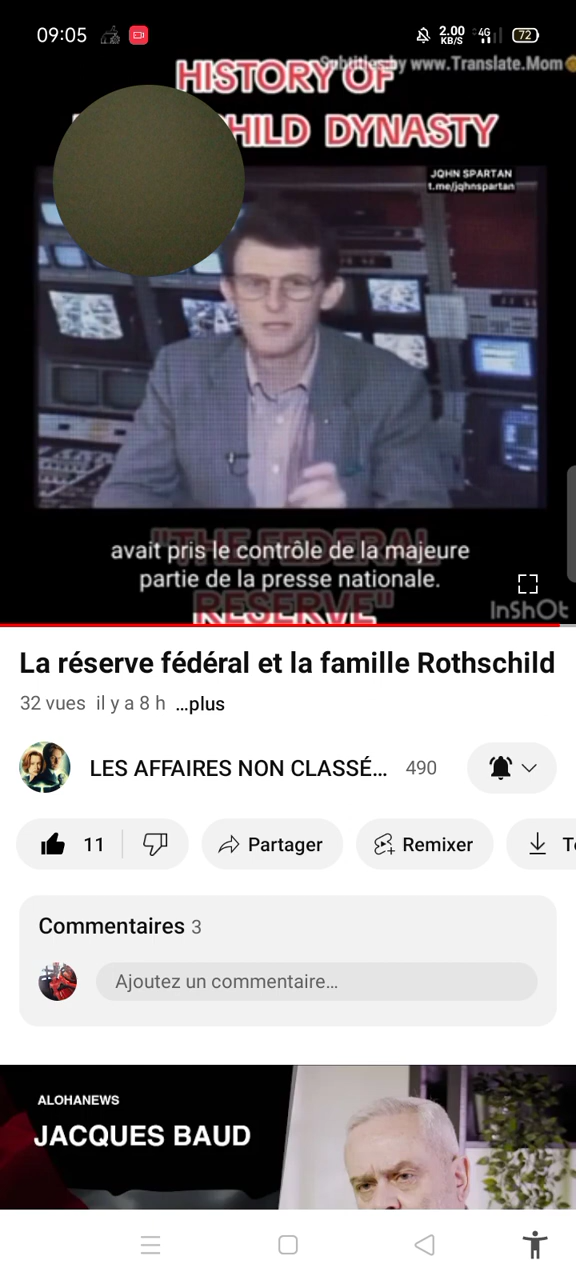 09:05
2.00
KB/S
4G
72
Subtitles by www.Translate.Mom
HISTORY OF
HILD DYNASTY
JOHN SPARTAN
t.me/johnspartan
"THE FEDERAL
avait pris le contrôle de la majeure
partie de la presse nationale.
RESERVE"
InShOt
La réserve fédéral et la famille Rothschild
32 vues il y a 8 h ...plus
LES AFFAIRES NON CLASSÉ... 490
11
Partager
Remixer
Commentaires 3
Ajoutez un commentaire...
ALOHANEWS
JACQUES BAUD